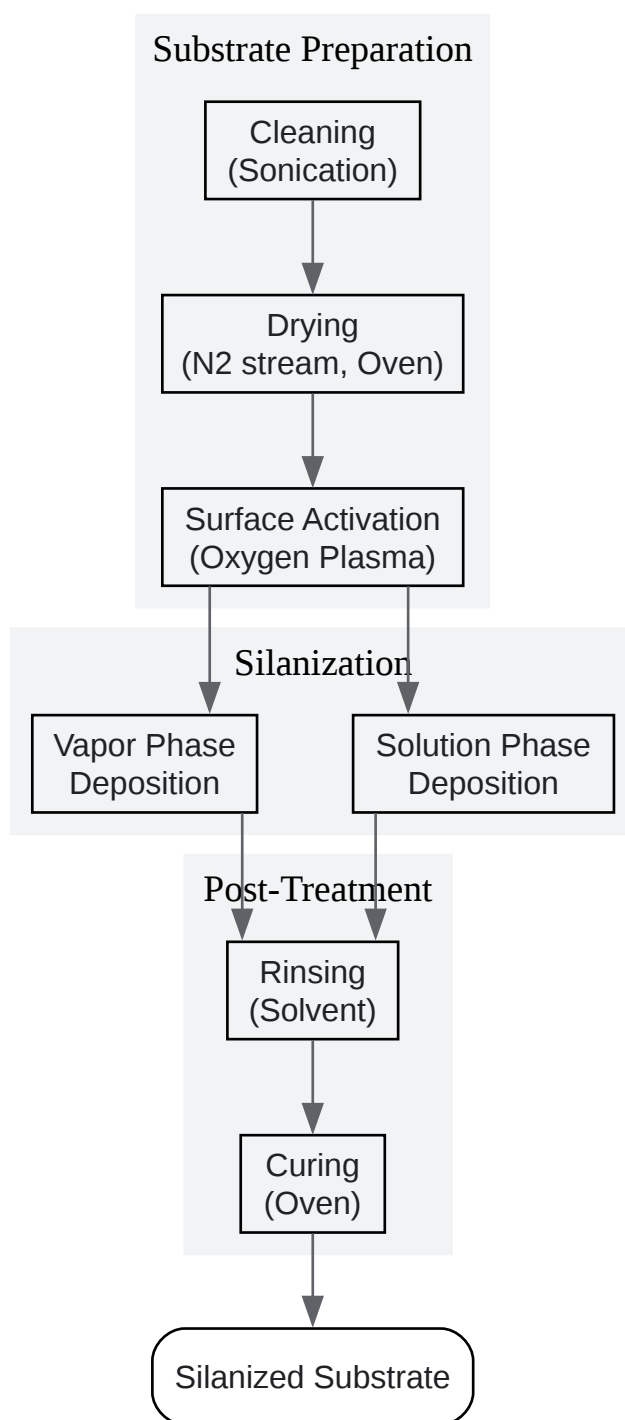 Substrate Preparation
Cleaning
(Sonication)
Drying
(N2 stream, Oven)
Surface Activation
(Oxygen Plasma)
Silanization
Vapor Phase
Deposition
Solution Phase
Deposition
Post-Treatment
Rinsing
(Solvent)
Curing
(Oven)
Silanized Substrate